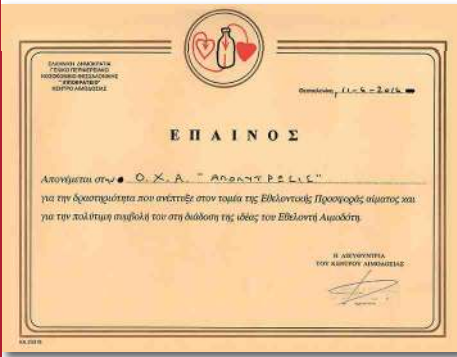 ΕΛΛΗΝΙΚΗ ΔΗΜΟΚΡΑΤΙΑ
ΓΕΝΙΚΟ ΠΕΡΙΦΕΡΕΙΑΚΟ
ΝΟΣΟΚΟΜΕΙΟ ΘΕΣΣΑΛΟΝΙΚΗΣ
"ΙΠΠΟΚΡΑΤΕΙΟ"
ΚΕΝΤΡΟ ΑΙΜΟΔΟΣΙΑΣ
Θεσσαλονίκη, 11-6-2016
ΕΠΑΙΝΟΣ
Απονέμεται στην Ο.Χ.Α. "ΑΠΟΛΥΤΡΩΣΙΣ"
για την δραστηριότητα που ανέπτυξε στον τομέα της Εθελοντικής Προσφοράς αίματος και
για την πολύτιμη συμβολή του στη διάδοση της ιδέας του Εθελοντή Αιμοδότη.
Η ΔΙΕΥΘΥΝΤΡΙΑ
ΤΟΥ ΚΕΝΤΡΟΥ ΑΙΜΟΔΟΣΙΑΣ